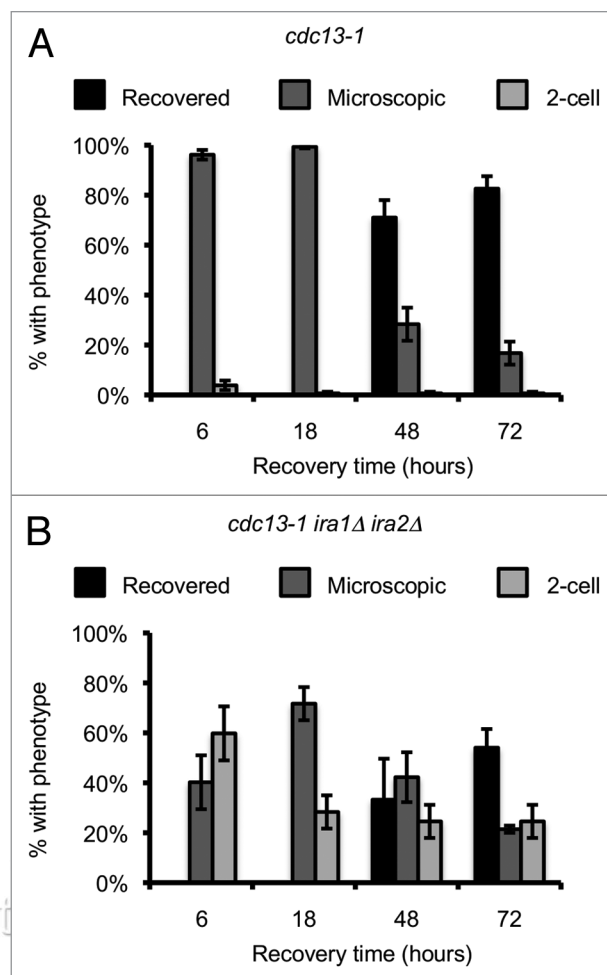 A
cdc13-1
Recovered Microscopic 2-cell
100%
80%
60%
40%
20%
0%
% with phenotype
6 18 48 72
Recovery time (hours)
B
cdc13-1 ira1Δ ira2Δ
Recovered Microscopic 2-cell
100%
80%
60%
40%
20%
0%
% with phenotype
6 18 48 72
Recovery time (hours)